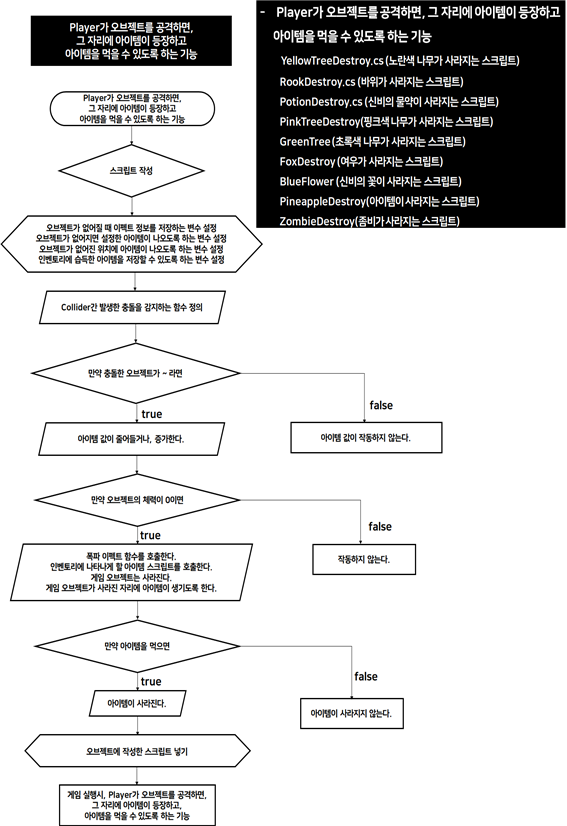 Player가 오브젝트를 공격하면,
그 자리에 아이템이 등장하고
아이템을 먹을 수 있도록 하는 기능
- Player가 오브젝트를 공격하면, 그 자리에 아이템이 등장하고
아이템을 먹을 수 있도록 하는 기능
YellowTreeDestroy.cs (노란색 나무가 사라지는 스크립트)
RookDestroy.cs (바위가 사라지는 스크립트)
PotionDestroy.cs (신비의 물약이 사라지는 스크립트)
PinkTreeDestroy(핑크색 나무가 사라지는 스크립트)
GreenTree (초록색 나무가 사라지는 스크립트)
FoxDestroy (여우가 사라지는 스크립트)
BlueFlower (신비의 꽃이 사라지는 스크립트)
PineappleDestroy(아이템이 사라지는 스크립트)
ZombieDestroy(좀비가 사라지는 스크립트)
Player가 오브젝트를 공격하면,
그 자리에 아이템이 등장하고
아이템을 먹을 수 있도록 하는 기능
스크립트 작성
오브젝트가 없어질 때 이펙트 정보를 저장하는 변수 설정
오브젝트가 없어지면 설정한 아이템이 나오도록 하는 변수 설정
오브젝트가 없어진 위치에 아이템이 나오도록 하는 변수 설정
인벤토리에 습득한 아이템을 저장할 수 있도록 하는 변수 설정
Collider간 발생한 충돌을 감지하는 함수 정의
만약 충돌한 오브젝트가 ~ 라면
true
false
아이템 값이 줄어들거나, 증가한다.
아이템 값이 작동하지 않는다.
만약 오브젝트의 체력이 0이면
true
false
폭파 이펙트 함수를 호출한다.
인벤토리에 나타나게 할 아이템 스크립트를 호출한다.
게임 오브젝트는 사라진다.
게임 오브젝트가 사라진 자리에 아이템이 생기도록 한다.
작동하지 않는다.
만약 아이템을 먹으면
true
false
아이템이 사라진다.
아이템이 사라지지 않는다.
오브젝트에 작성한 스크립트 넣기
게임 실행시, Player가 오브젝트를 공격하면,
그 자리에 아이템이 등장하고,
아이템을 먹을 수 있도록 하는 기능